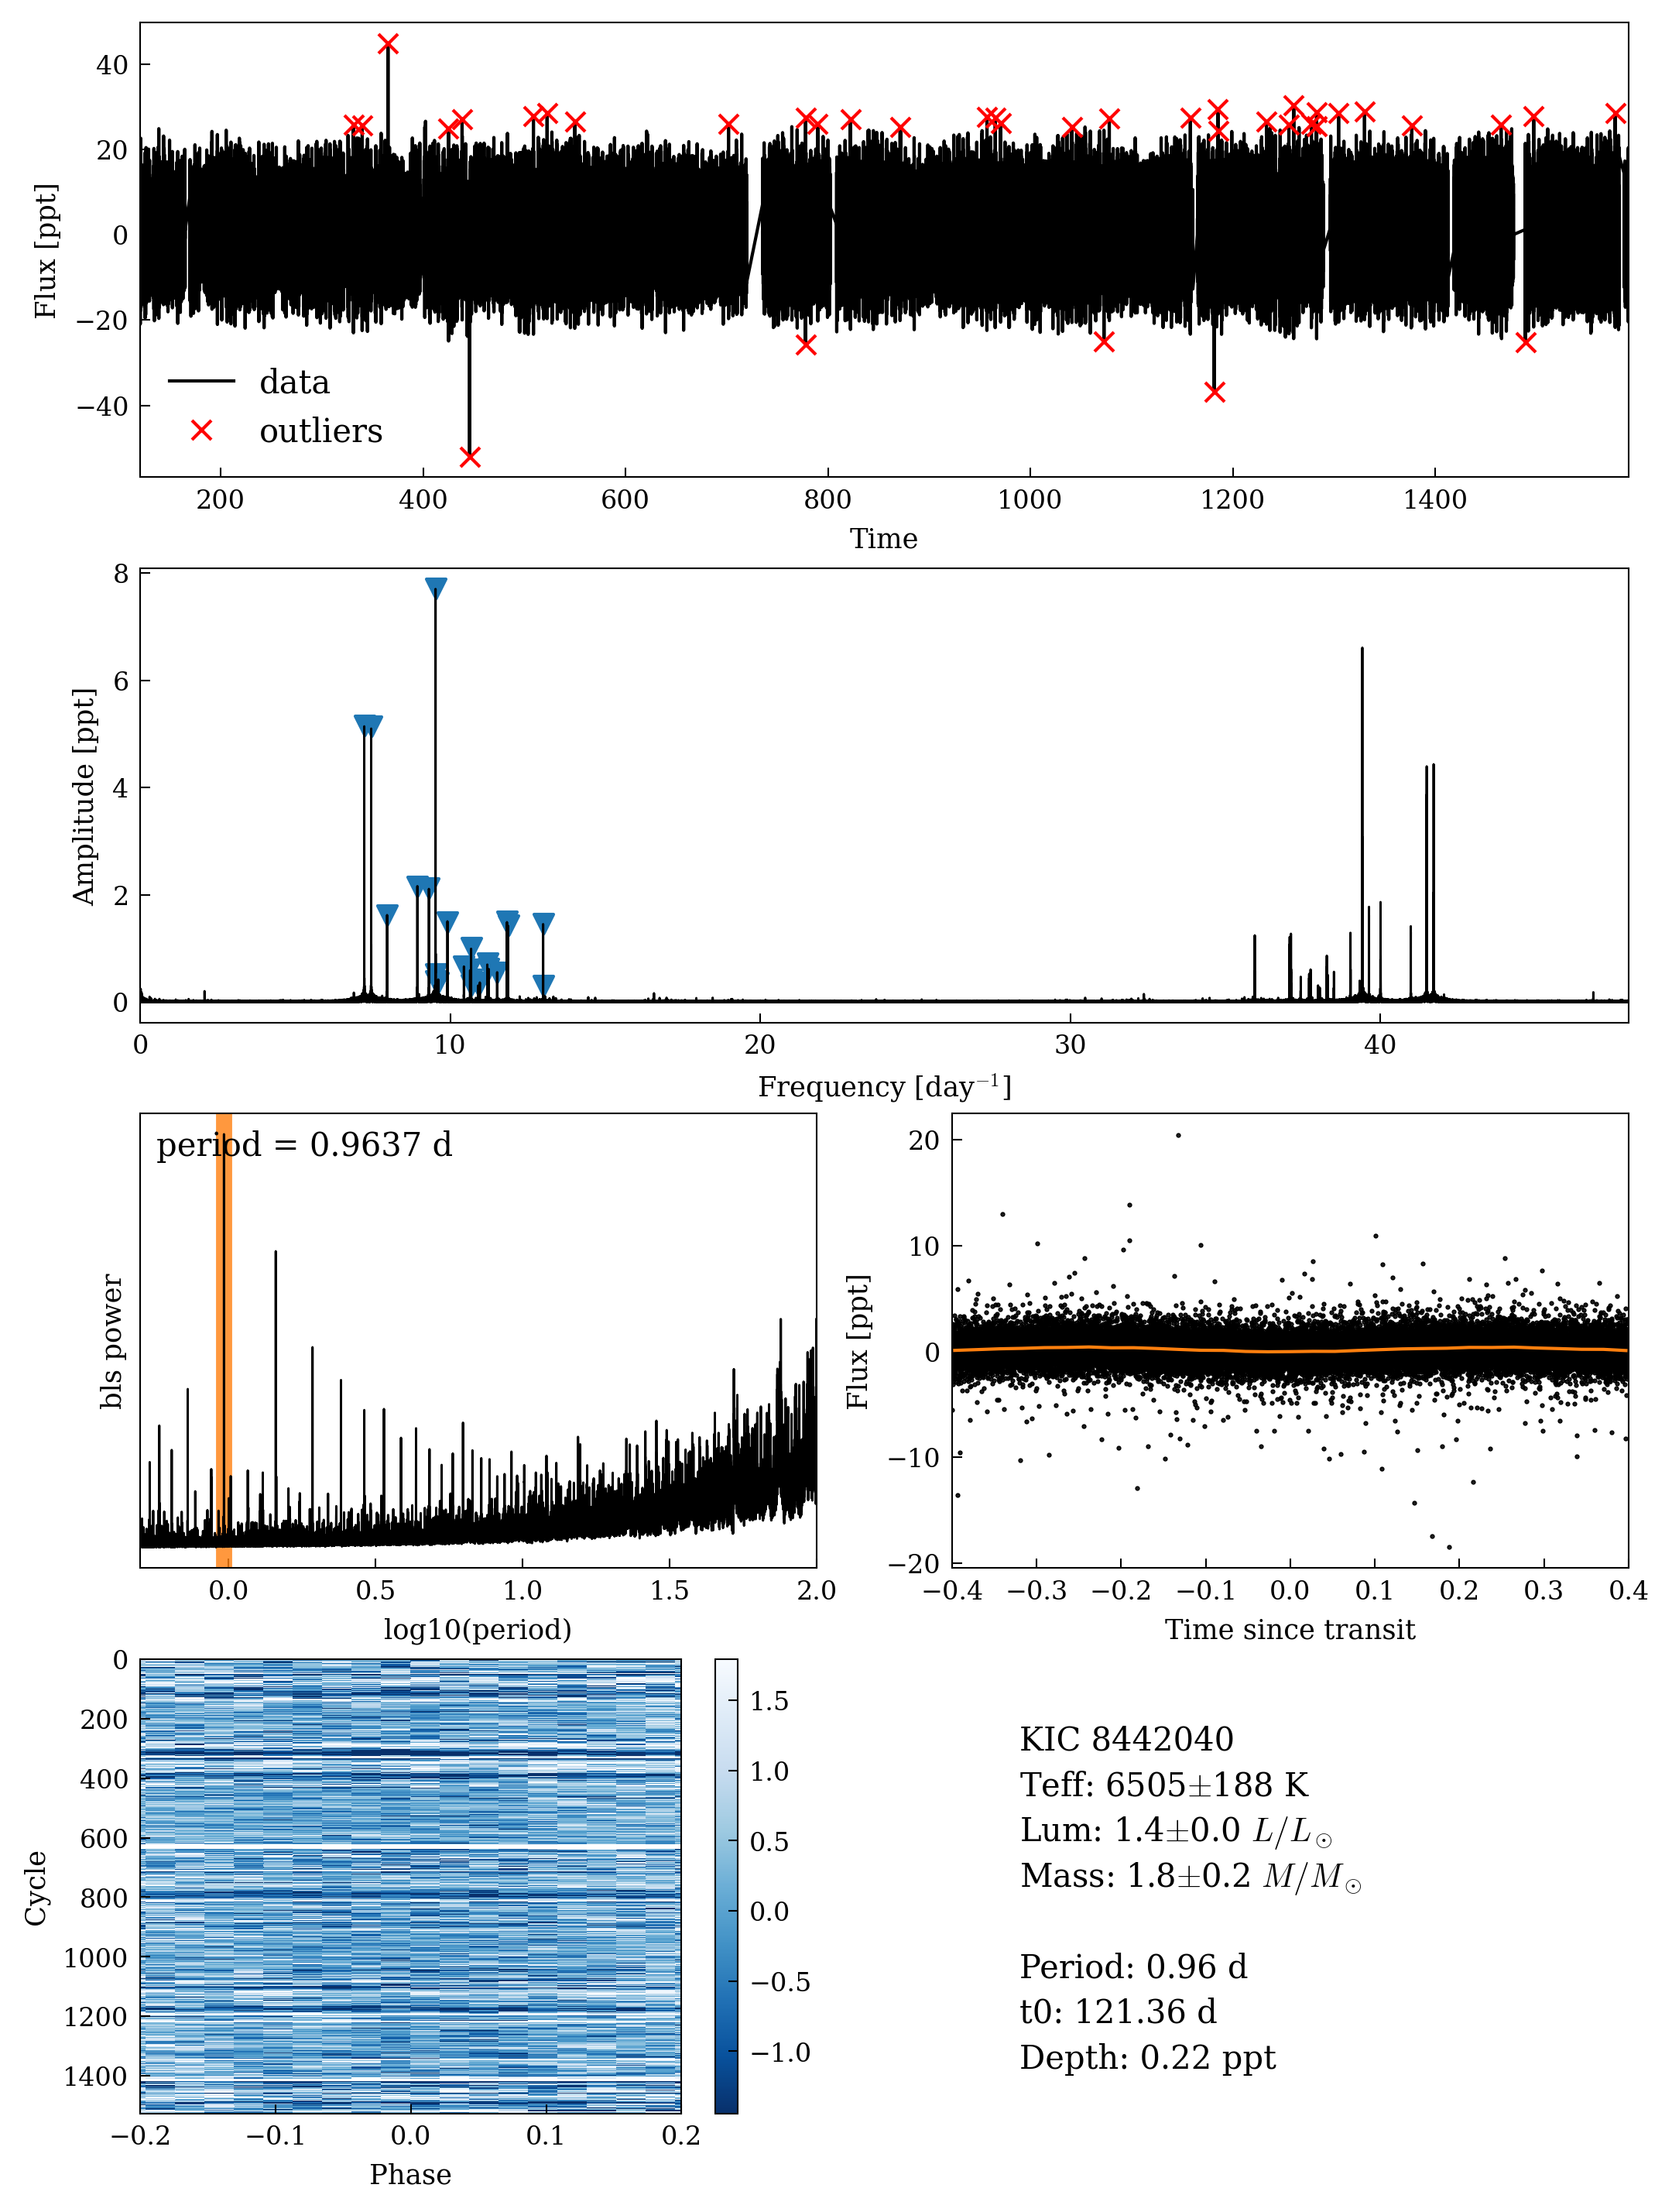 40
20
0
−20
−40
Flux [ppt]
data
outliers
200 400 600 800 1000 1200 1400
Time
8
6
4
2
0
Amplitude [ppt]
0 10 20 30 40
Frequency [day⁻¹]
period = 0.9637 d
bls power
0.0 0.5 1.0 1.5 2.0
log10(period)
20
10
0
−10
−20
Flux [ppt]
−0.4 −0.3 −0.2 −0.1 0.0 0.1 0.2 0.3 0.4
Time since transit
0
200
400
600
800
1000
1200
1400
Cycle
−0.2 −0.1 0.0 0.1 0.2
Phase
1.5
1.0
0.5
0.0
−0.5
−1.0
KIC 8442040
Teff: 6505±188 K
Lum: 1.4±0.0 L/L⊙
Mass: 1.8±0.2 M/M⊙
Period: 0.96 d
t0: 121.36 d
Depth: 0.22 ppt